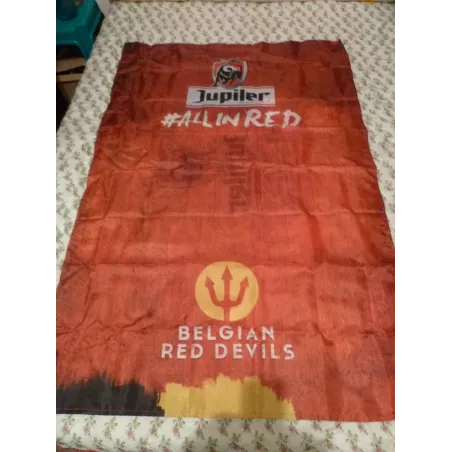 Jupiler
#ALLINRED
BELGIAN
RED DEVILS